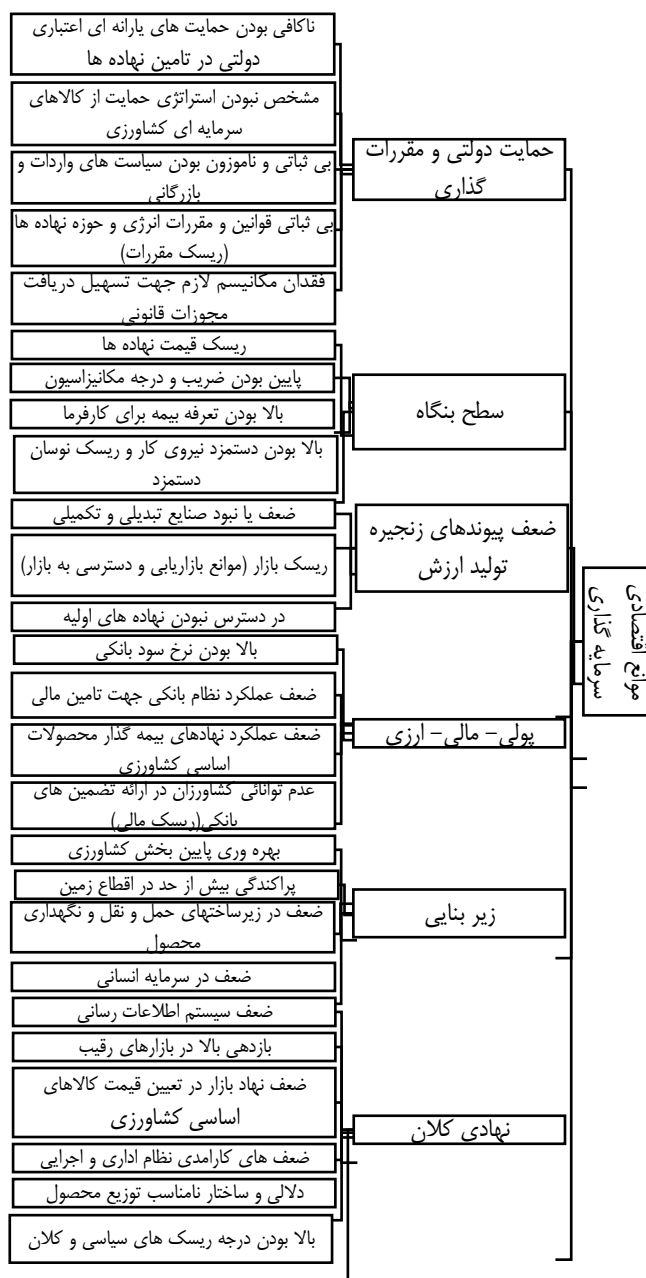 موانع اقتصادی
سرمایه گذاری
حمایت دولتی و مقررات
گذاری
ناکافی بودن حمایت های یارانه ای اعتباری
دولتی در تامین نهاده ها
مشخص نبودن استراتژی حمایت از کالاهای
سرمایه ای کشاورزی
بی ثباتی و ناموزون بودن سیاست های واردات و
بازرگانی
بی ثباتی قوانین و مقررات انرژی و حوزه نهاده ها
(ریسک مقررات)
فقدان مکانیسم لازم جهت تسهیل دریافت
مجوزات قانونی
سطح بنگاه
ریسک قیمت نهاده ها
پایین بودن ضریب و درجه مکانیزاسیون
بالا بودن تعرفه بیمه برای کارفرما
بالا بودن دستمزد نیروی کار و ریسک نوسان
دستمزد
ضعف پیوندهای زنجیره
تولید ارزش
ضعف یا نبود صنایع تبدیلی و تکمیلی
ریسک بازار (موانع بازاریابی و دسترسی به بازار)
در دسترس نبودن نهاده های اولیه
پولی- مالی- ارزی
بالا بودن نرخ سود بانکی
ضعف عملکرد نظام بانکی جهت تامین مالی
ضعف عملکرد نهادهای بیمه گذار محصولات
اساسی کشاورزی
عدم توانائی کشاورزان در ارائه تضمین های
بانکی(ریسک مالی)
زیر بنایی
بهره وری پایین بخش کشاورزی
پراکندگی بیش از حد در اقطاع زمین
ضعف در زیرساختهای حمل و نقل و نگهداری
محصول
ضعف در سرمایه انسانی
نهادی کلان
ضعف سیستم اطلاعات رسانی
بازدهی بالا در بازارهای رقیب
ضعف نهاد بازار در تعیین قیمت کالاهای
اساسی کشاورزی
ضعف های کارامدی نظام اداری و اجرایی
دلالی و ساختار نامناسب توزیع محصول
بالا بودن درجه ریسک های سیاسی و کلان